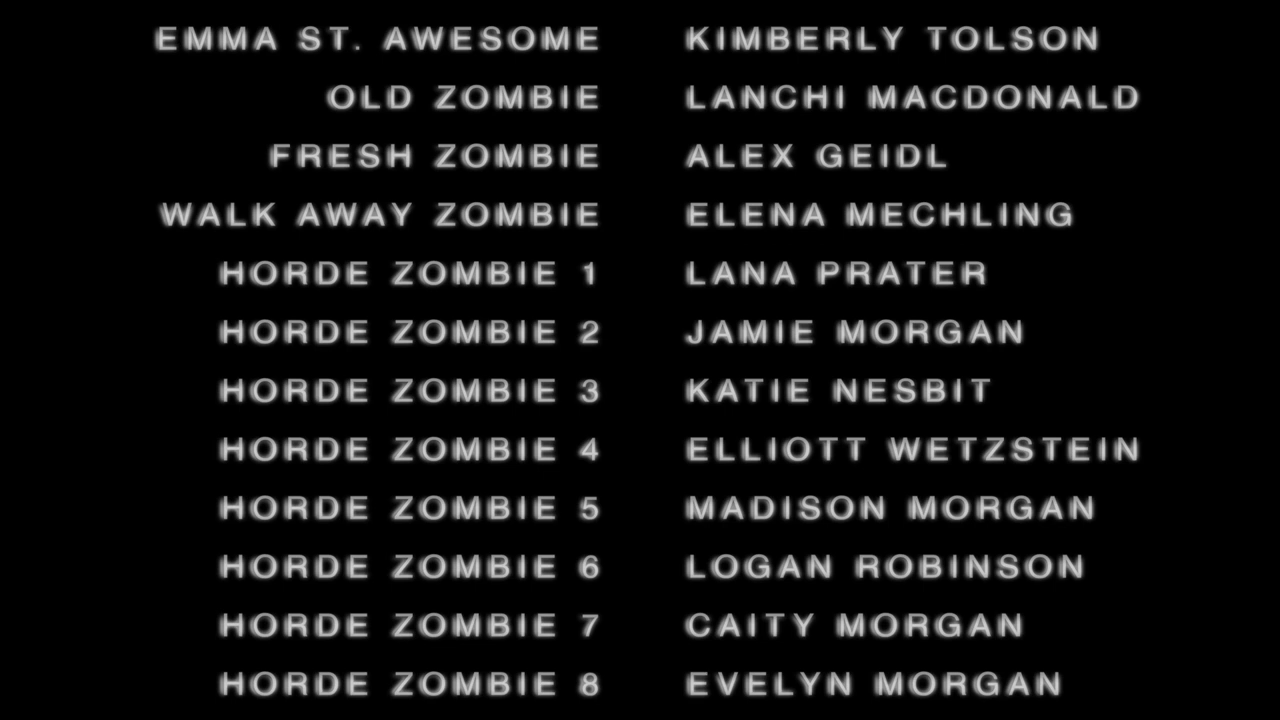 EMMA ST. AWESOME KIMBERLY TOLSON
OLD ZOMBIE LANCHI MACDONALD
FRESH ZOMBIE ALEX GEIDL
WALK AWAY ZOMBIE ELENA MECHLING
HORDE ZOMBIE 1 LANA PRATER
HORDE ZOMBIE 2 JAMIE MORGAN
HORDE ZOMBIE 3 KATIE NESBIT
HORDE ZOMBIE 4 ELLIOTT WETZSTEIN
HORDE ZOMBIE 5 MADISON MORGAN
HORDE ZOMBIE 6 LOGAN ROBINSON
HORDE ZOMBIE 7 CAITY MORGAN
HORDE ZOMBIE 8 EVELYN MORGAN